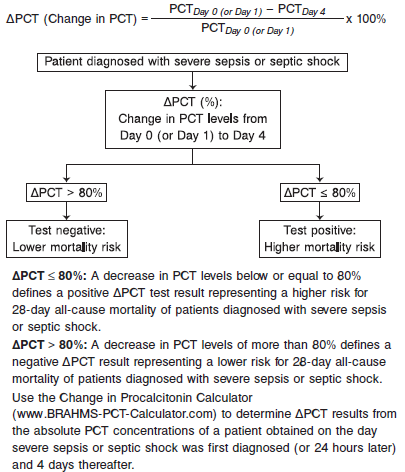 ΔPCT (Change in PCT) = PCT Day 0 (or Day 1) – PCT Day 4 / PCT Day 0 (or Day 1) x 100%
Patient diagnosed with severe sepsis or septic shock
ΔPCT (%):
Change in PCT levels from
Day 0 (or Day 1) to Day 4
ΔPCT > 80%
ΔPCT ≤ 80%
Test negative:
Lower mortality risk
Test positive:
Higher mortality risk
ΔPCT ≤ 80%: A decrease in PCT levels below or equal to 80%
defines a positive ΔPCT test result representing a higher risk for
28-day all-cause mortality of patients diagnosed with severe sepsis
or septic shock.
ΔPCT > 80%: A decrease in PCT levels of more than 80% defines a
negative ΔPCT result representing a lower risk for 28-day all-cause
mortality of patients diagnosed with severe sepsis or septic shock.
Use the Change in Procalcitonin Calculator
(www.BRAHMS-PCT-Calculator.com) to determine ΔPCT results from
the absolute PCT concentrations of a patient obtained on the day
severe sepsis or septic shock was first diagnosed (or 24 hours later)
and 4 days thereafter.